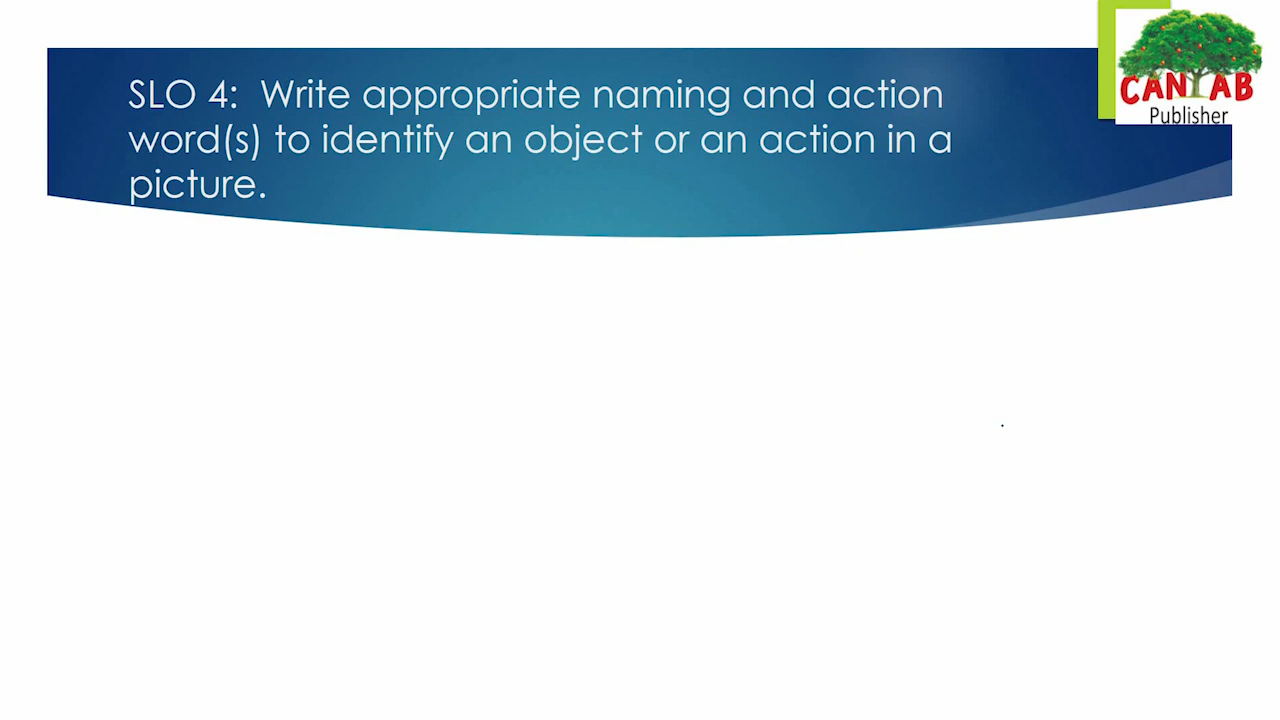 SLO 4:  Write appropriate naming and action
word(s) to identify an object or an action in a
picture.
CANTAB
Publisher
.